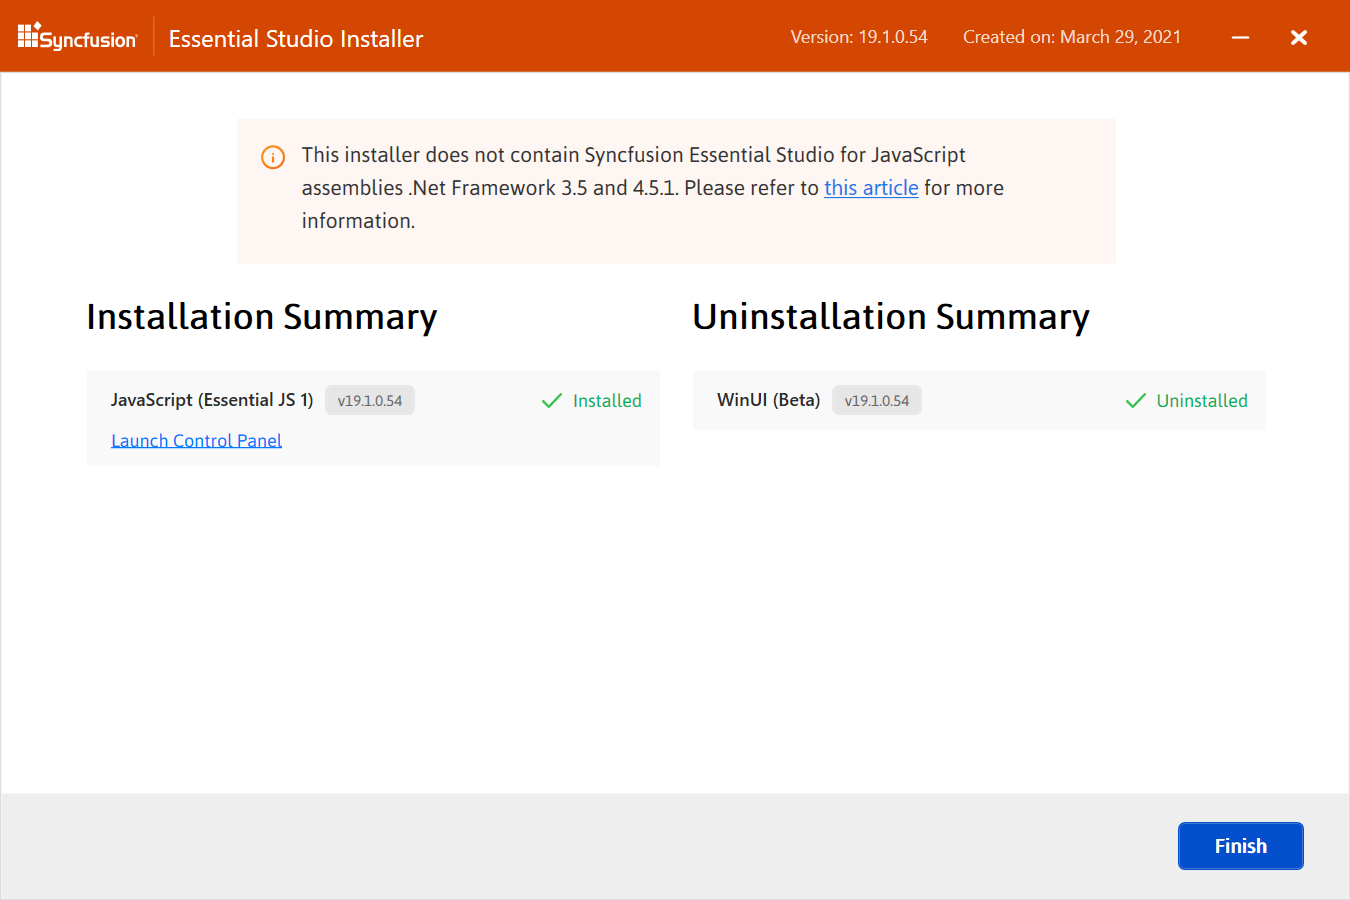 Syncfusion
Essential Studio Installer
Version: 19.1.0.54
Created on: March 29, 2021
This installer does not contain Syncfusion Essential Studio for JavaScript
assemblies .Net Framework 3.5 and 4.5.1. Please refer to this article for more
information.
Installation Summary
JavaScript (Essential JS 1)
v19.1.0.54
Installed
Launch Control Panel
Uninstallation Summary
WinUI (Beta)
v19.1.0.54
Uninstalled
Finish